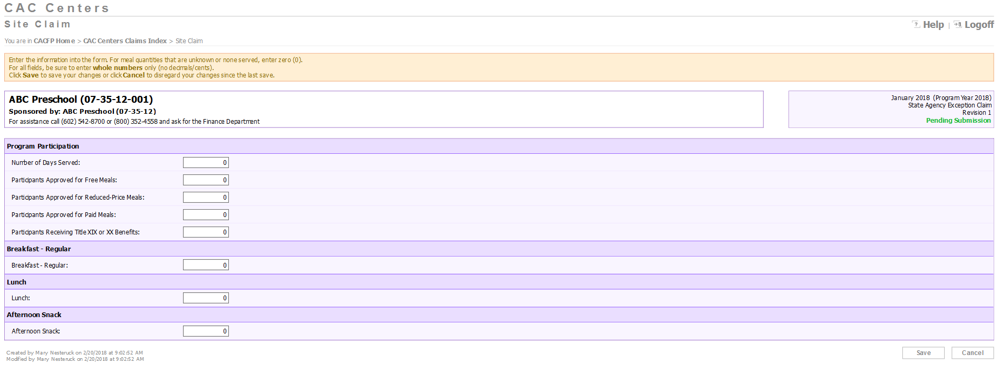 CAC Centers
Site Claim
Help | Logoff
You are in CACFP Home > CAC Centers Claims Index > Site Claim
Enter the information into the form. For meal quantities that are unknown or none served, enter zero (0).
For all fields, be sure to enter whole numbers only (no decimals/cents).
Click Save to save your changes or click Cancel to disregard your changes since the last save.
ABC Preschool (07-35-12-001)
Sponsored by: ABC Preschool (07-35-12)
For assistance call (602) 542-8700 or (800) 352-4558 and ask for the Finance Department
January 2018 (Program Year 2018)
State Agency Exception Claim
Revision 1
Pending Submission
Program Participation
Number of Days Served: 0
Participants Approved for Free Meals: 0
Participants Approved for Reduced-Price Meals: 0
Participants Approved for Paid Meals: 0
Participants Receiving Title XIX or XX Benefits: 0
Breakfast - Regular
Breakfast - Regular: 0
Lunch
Lunch: 0
Afternoon Snack
Afternoon Snack: 0
Created by Mary Nesteruck on 2/20/2018 at 9:02:52 AM
Modified by Mary Nesteruck on 2/20/2018 at 9:02:52 AM
Save Cancel